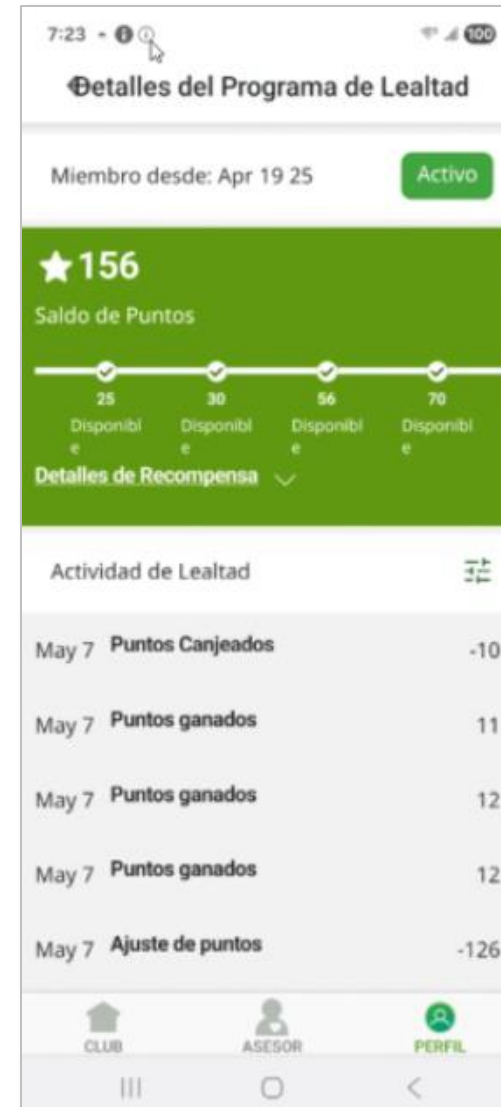 7:23
100
Detalles del Programa de Lealtad
Miembro desde: Apr 19 25
Activo
156
Saldo de Puntos
25 30 56 70
Disponibl Disponibl Disponibl Disponibl
e e e e
Detalles de Recompensa
Actividad de Lealtad
May 7 Puntos Canjeados -10
May 7 Puntos ganados 11
May 7 Puntos ganados 12
May 7 Puntos ganados 12
May 7 Ajuste de puntos -126
CLUB ASESOR PERFIL